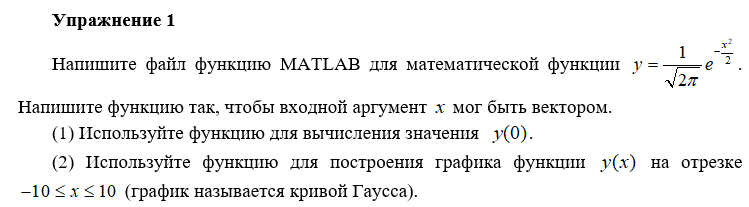 Упражнение 1
Напишите файл функцию MATLAB для математической функции $y = \frac{1}{\sqrt{2\pi}} e^{-\frac{x^2}{2}}$.
Напишите функцию так, чтобы входной аргумент x мог быть вектором.
(1) Используйте функцию для вычисления значения y(0).
(2) Используйте функцию для построения графика функции y(x) на отрезке
−10 ≤ x ≤ 10 (график называется кривой Гаусса).